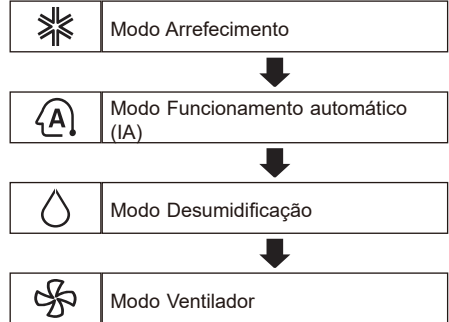 Modo Arrefecimento
A
Modo Funcionamento automático
(IA)
Modo Desumidificação
Modo Ventilador